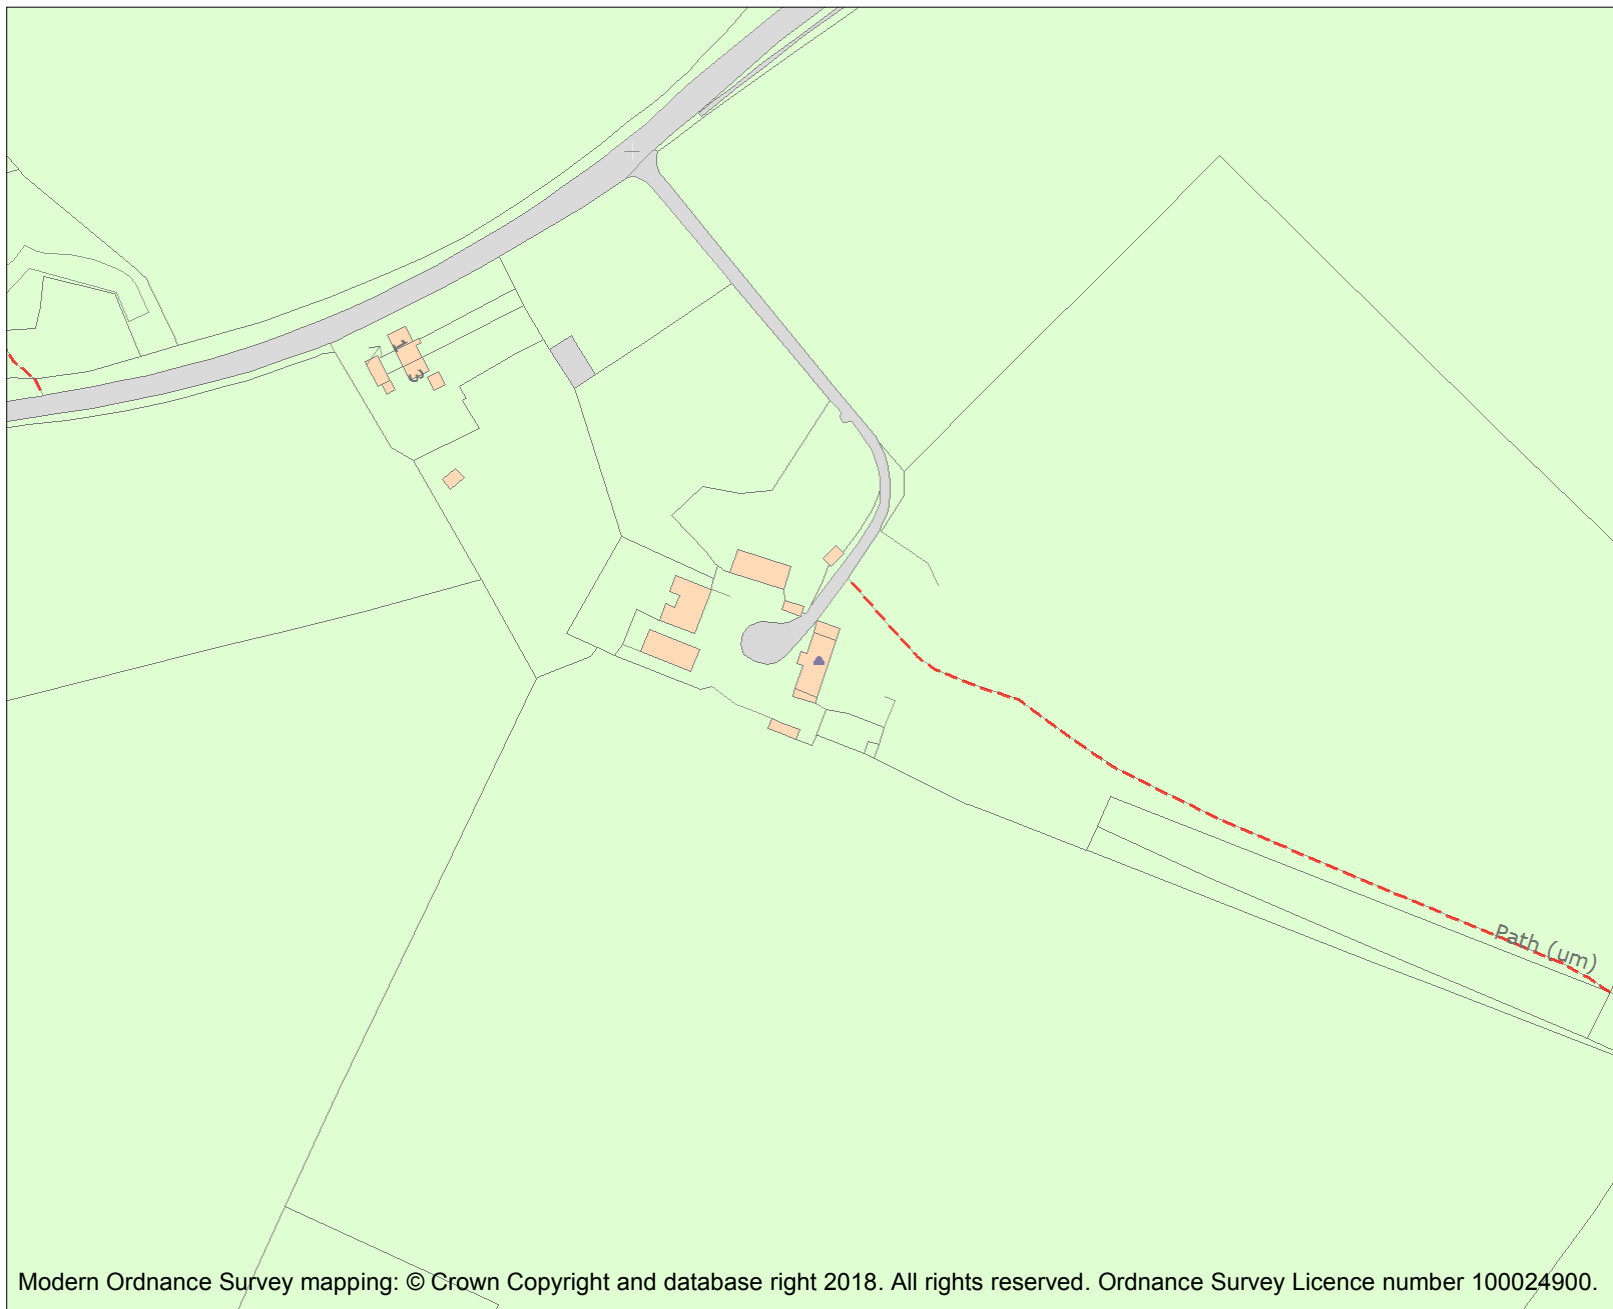 1
3
Path (um)
Modern Ordnance Survey mapping: © Crown Copyright and database right 2018. All rights reserved. Ordnance Survey Licence number 100024900.